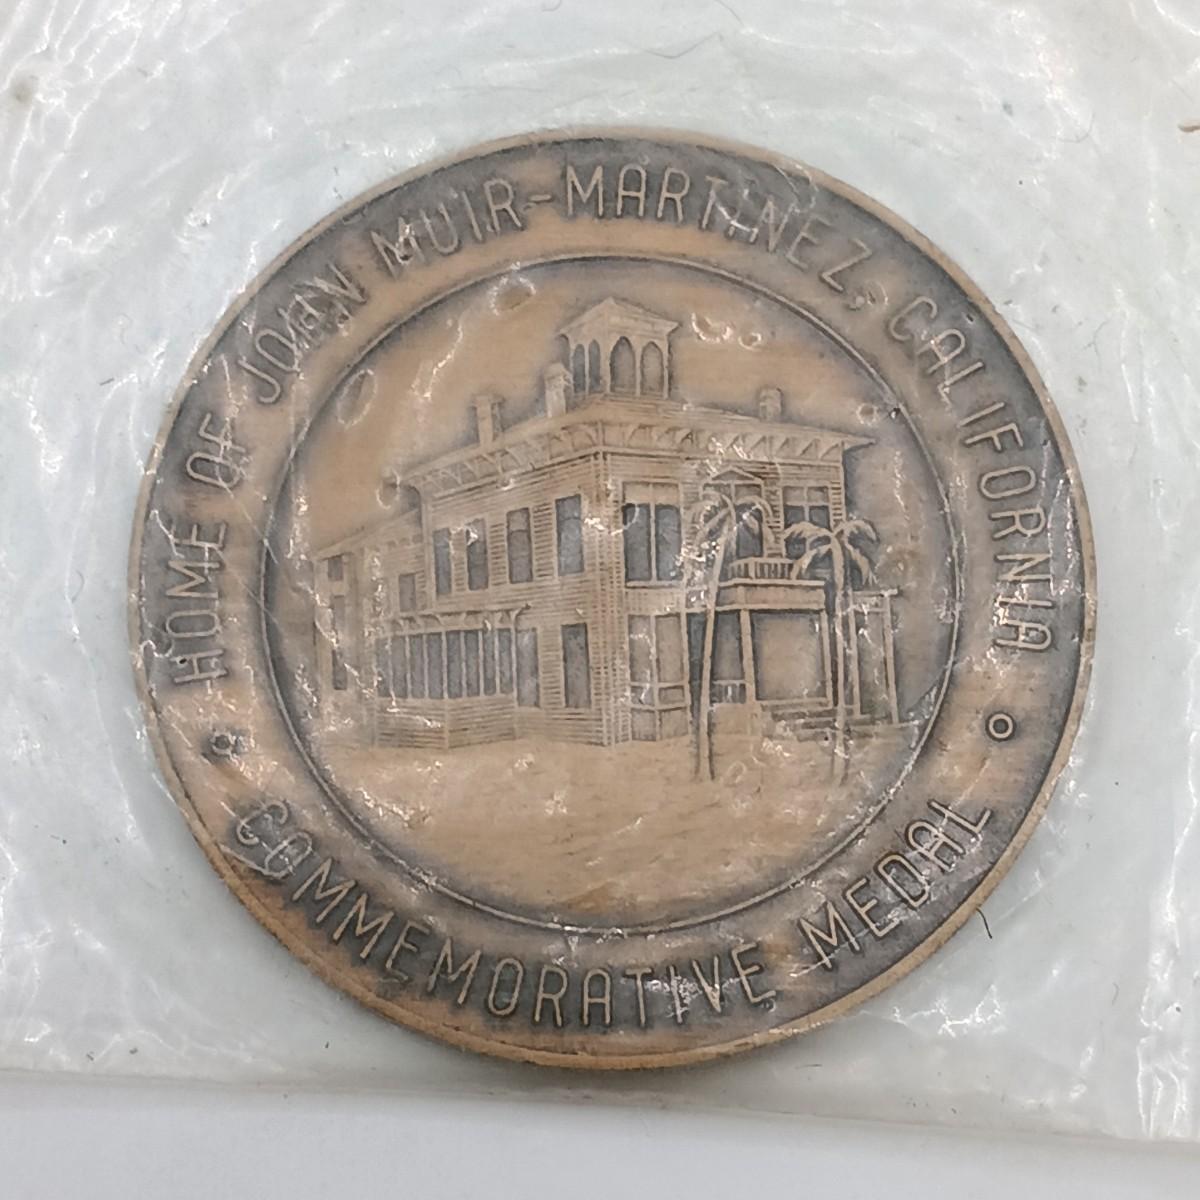 HOME OF JOHN MUIR-MARTINEZ, CALIFORNIA
COMMEMORATIVE MEDAL